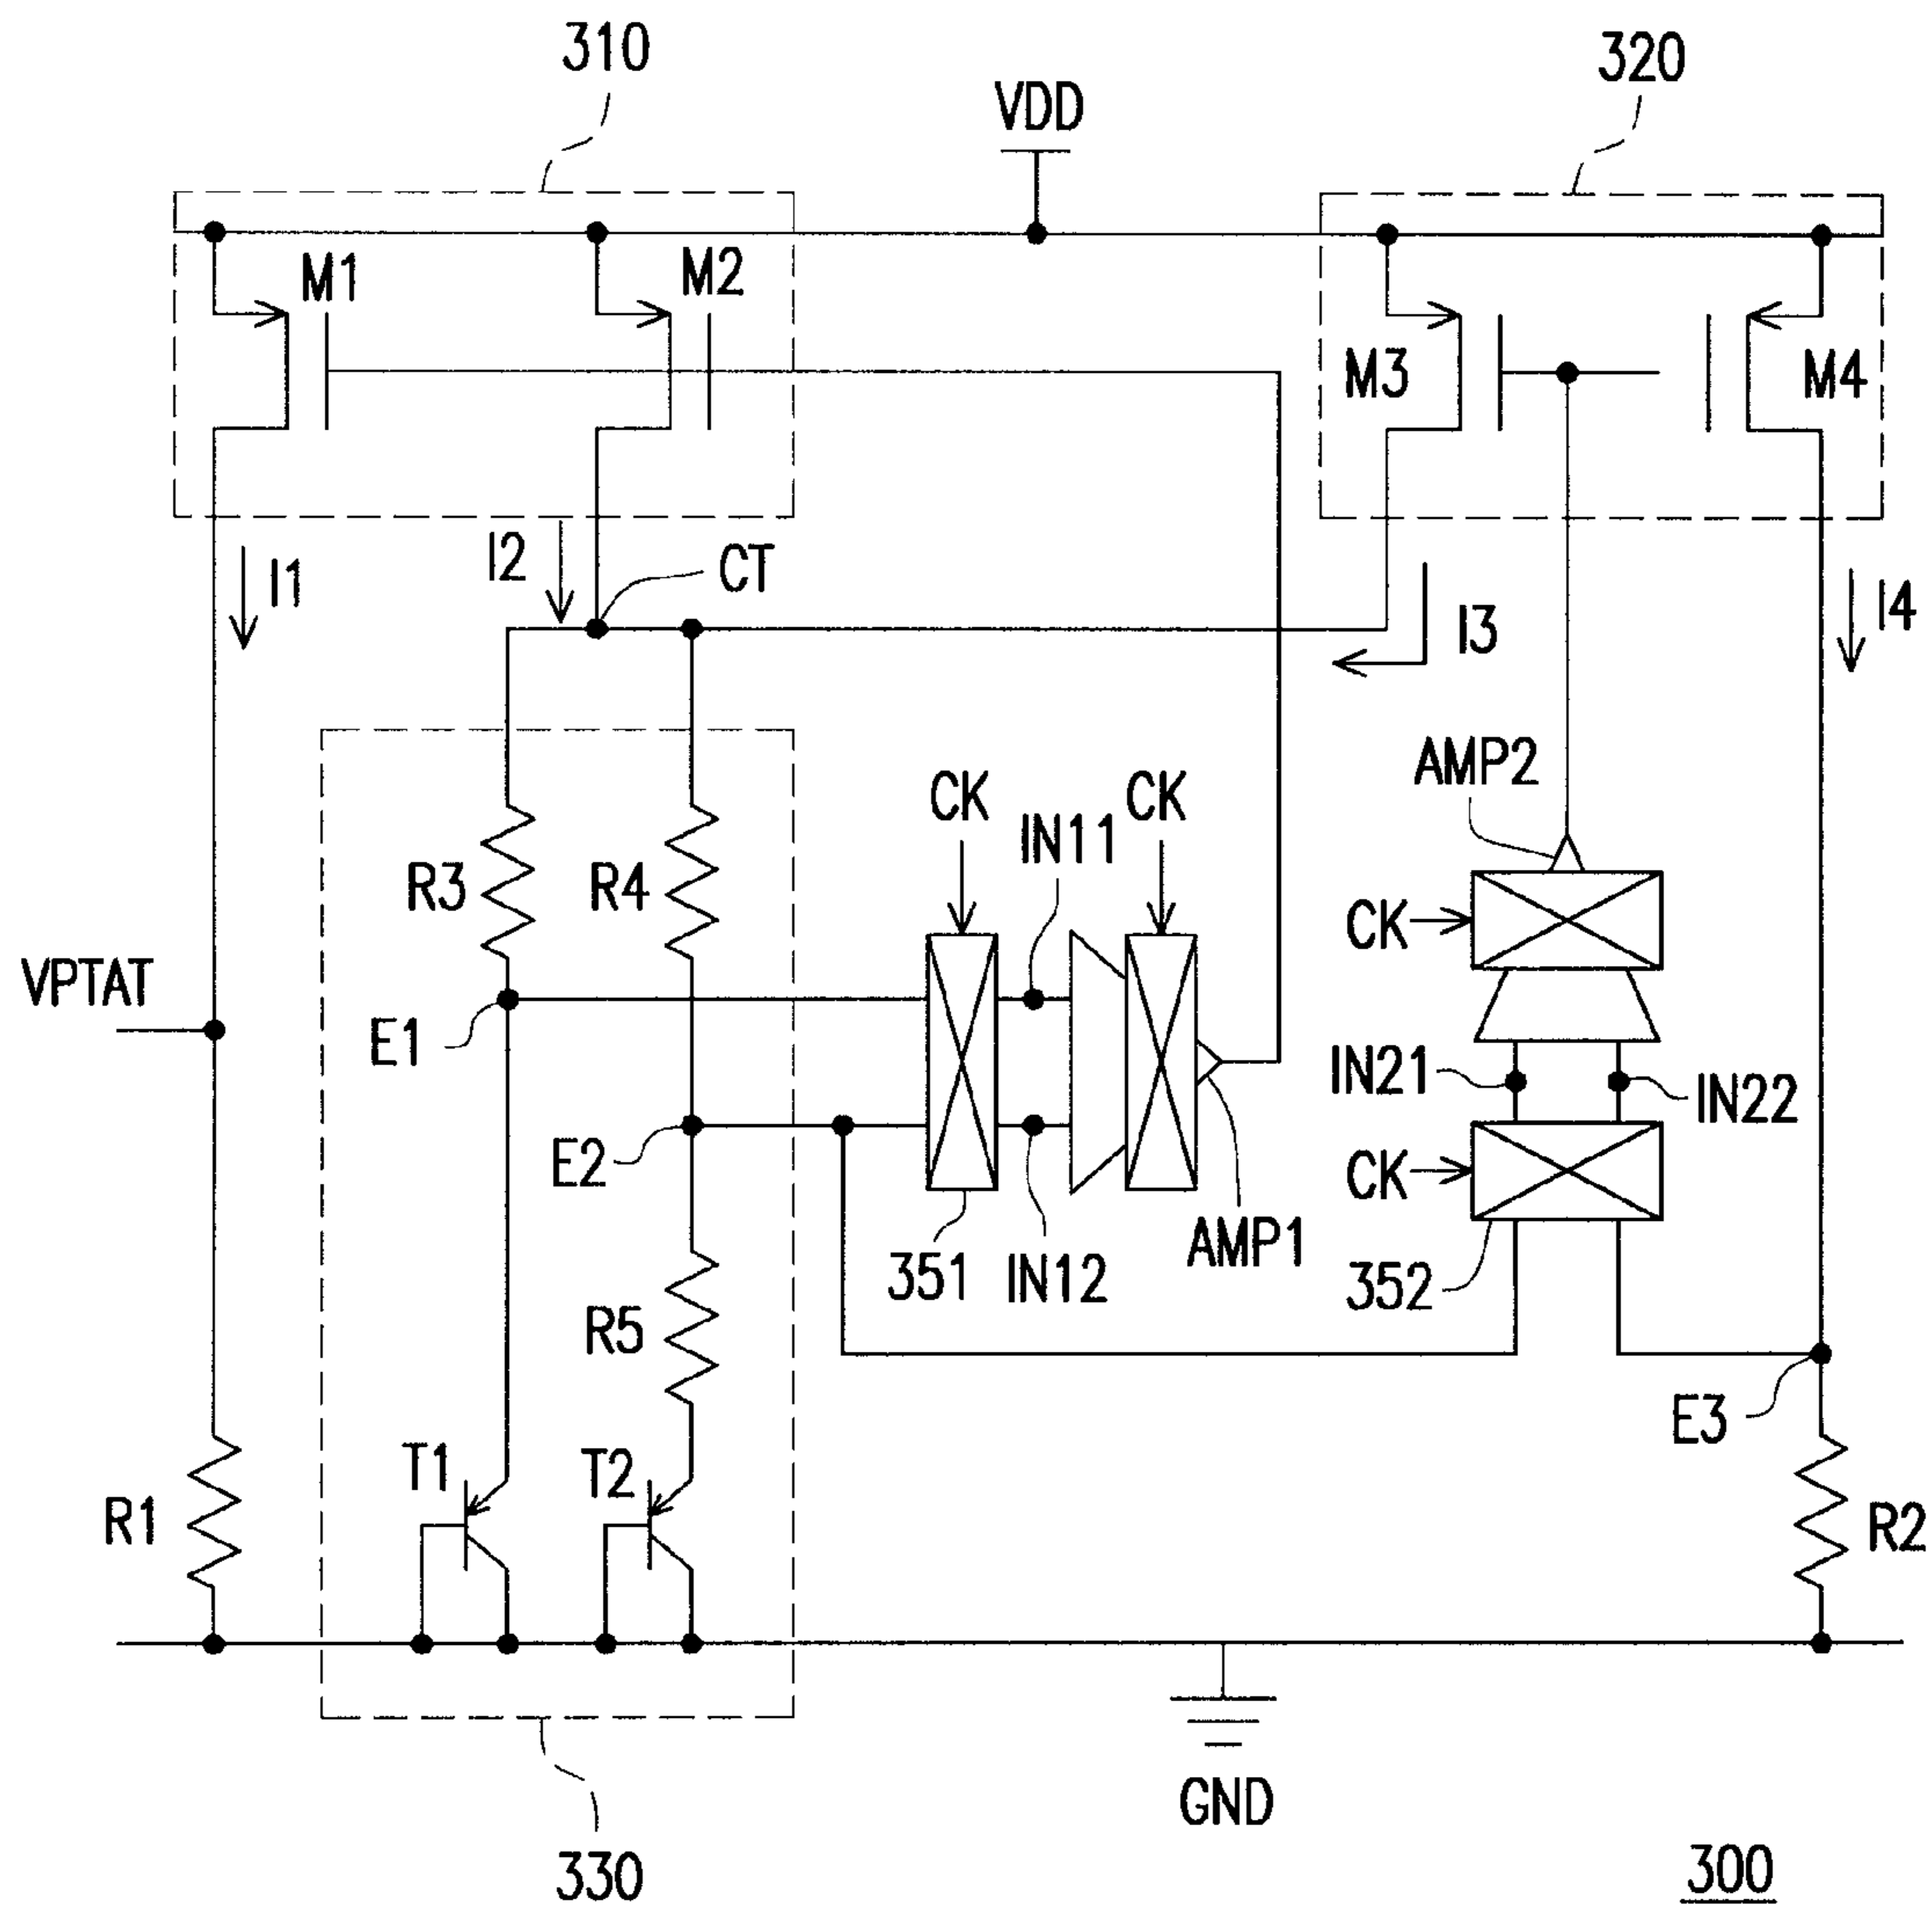 310
320
VDD
M1
M2
M3
M4
I1
I2
CT
I3
I4
AMP2
CK
CK
IN11
R3
R4
CK
VPTAT
E1
IN21
IN22
E2
CK
351
IN12
AMP1
352
R5
E3
T1
T2
R1
R2
GND
330
300